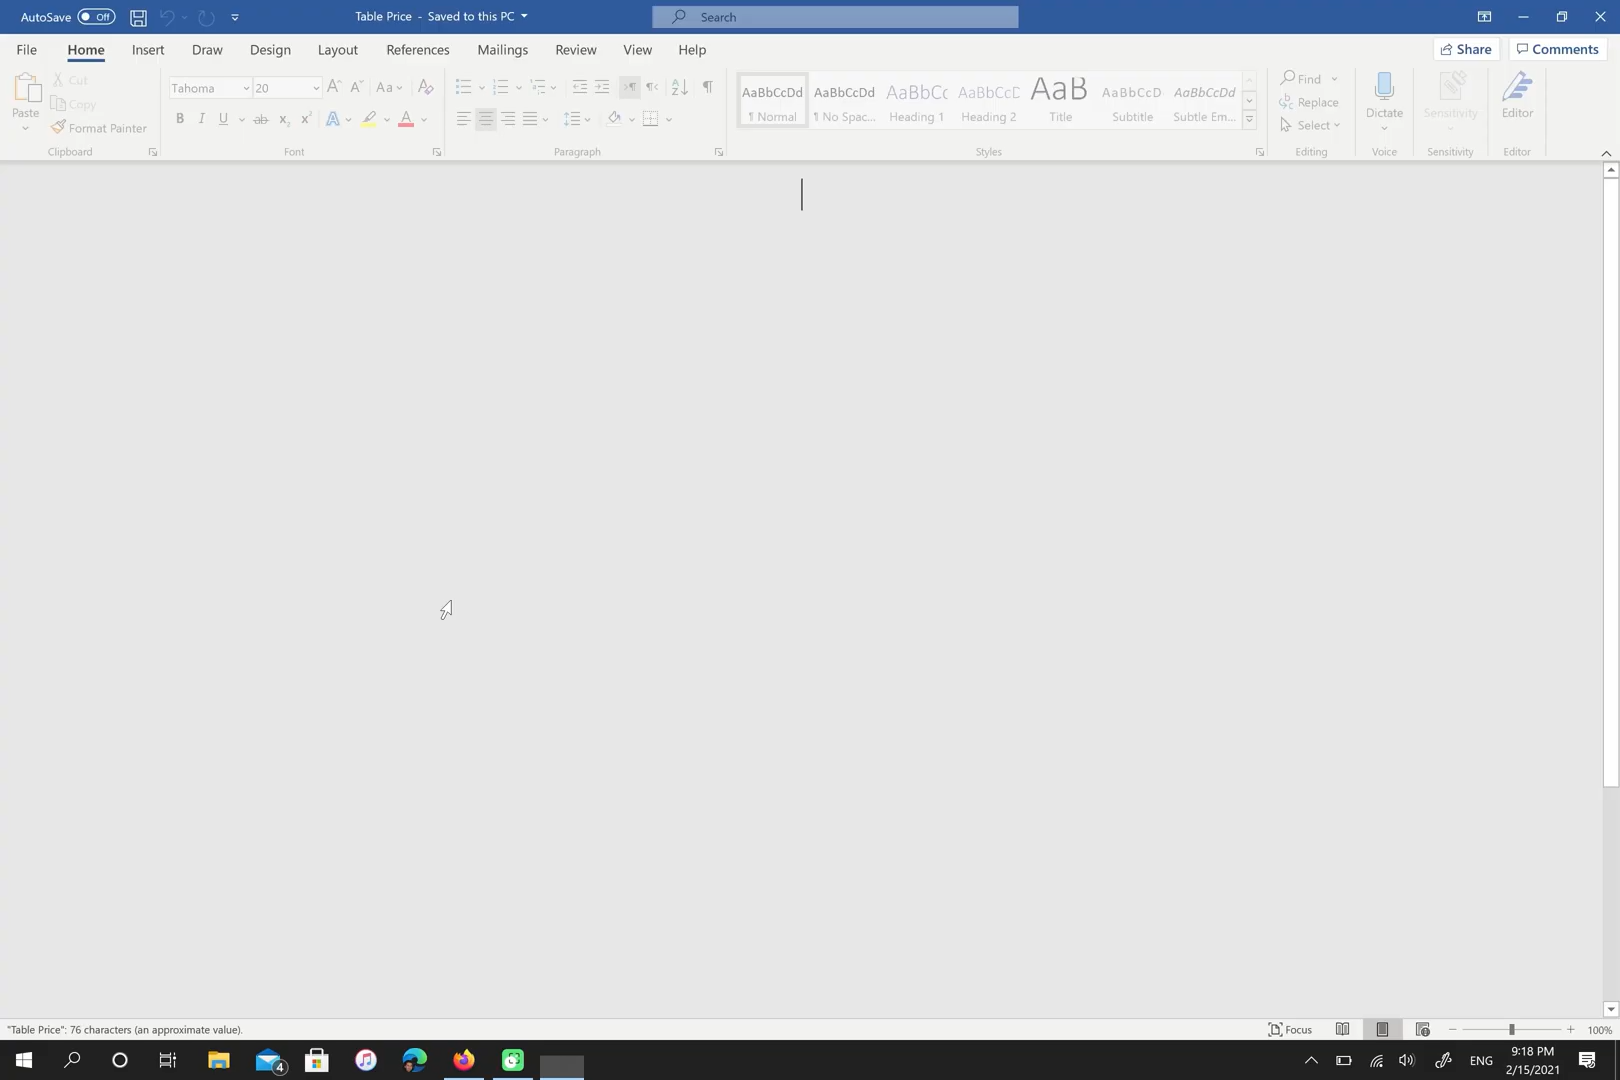 AutoSave Off Table Price - Saved to this PC Search
File Home Insert Draw Design Layout References Mailings Review View Help Share Comments
Paste Cut
Copy
Format Painter
Clipboard
Tahoma 20 Aa
B I U ab x x A A
Font
Paragraph
AaBbCcDd AaBbCcDd AaBbCc AaBbCcD AaB AaBbCcD AaBbCcDd
¶ Normal ¶ No Spac... Heading 1 Heading 2 Title Subtitle Subtle Em...
Styles
Find
Replace
Select
Editing
Dictate
Voice
Sensitivity
Sensitivity
Editor
Editor
"Table Price": 76 characters (an approximate value). Focus 100%
4 ENG 9:18 PM
2/15/2021